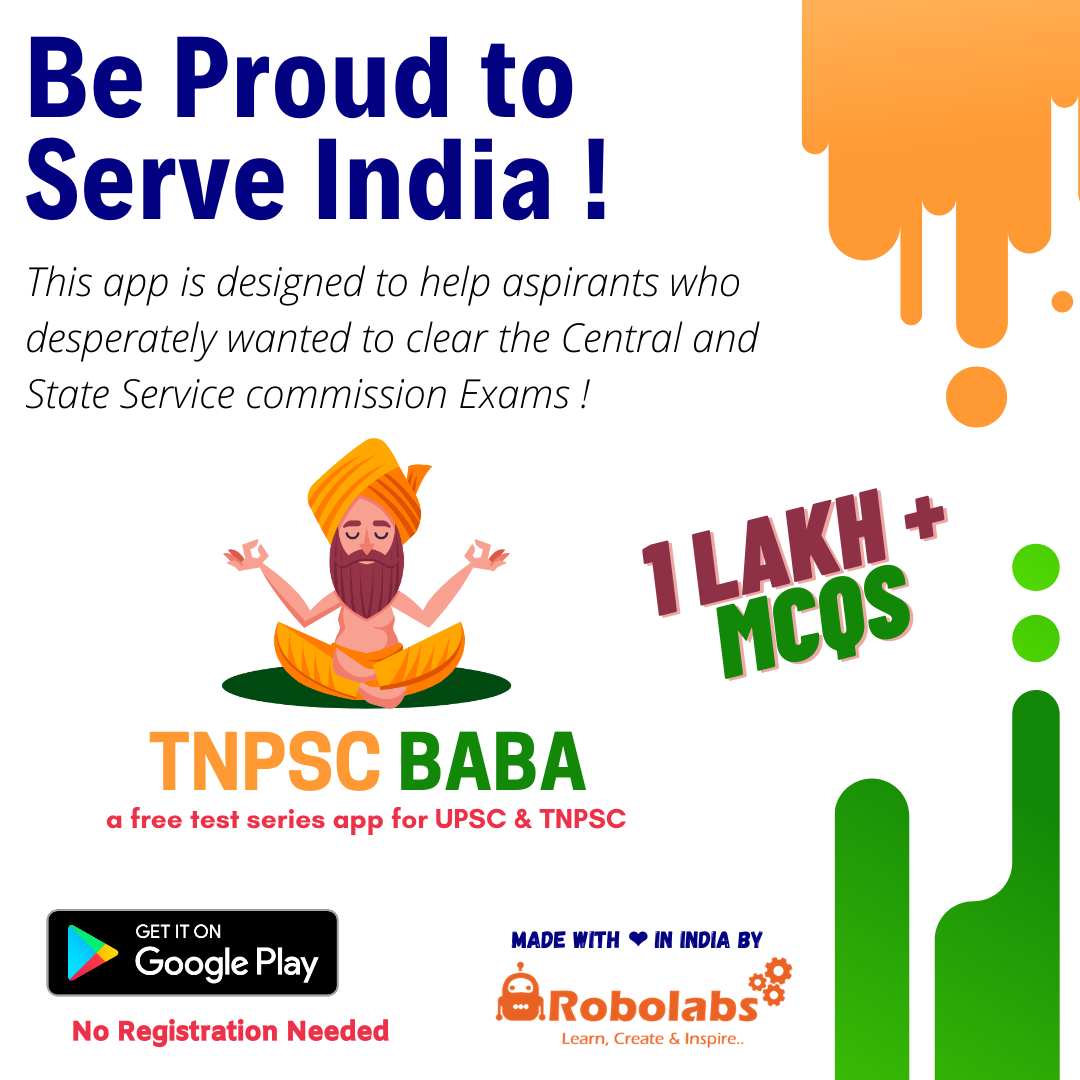 Be Proud to
Serve India !
This app is designed to help aspirants who
desperately wanted to clear the Central and
State Service commission Exams !
1 LAKH +
MCQS
TNPSC BABA
a free test series app for UPSC & TNPSC
GET IT ON
Google Play
No Registration Needed
MADE WITH ❤ IN INDIA BY
Robolabs
Learn, Create & Inspire..